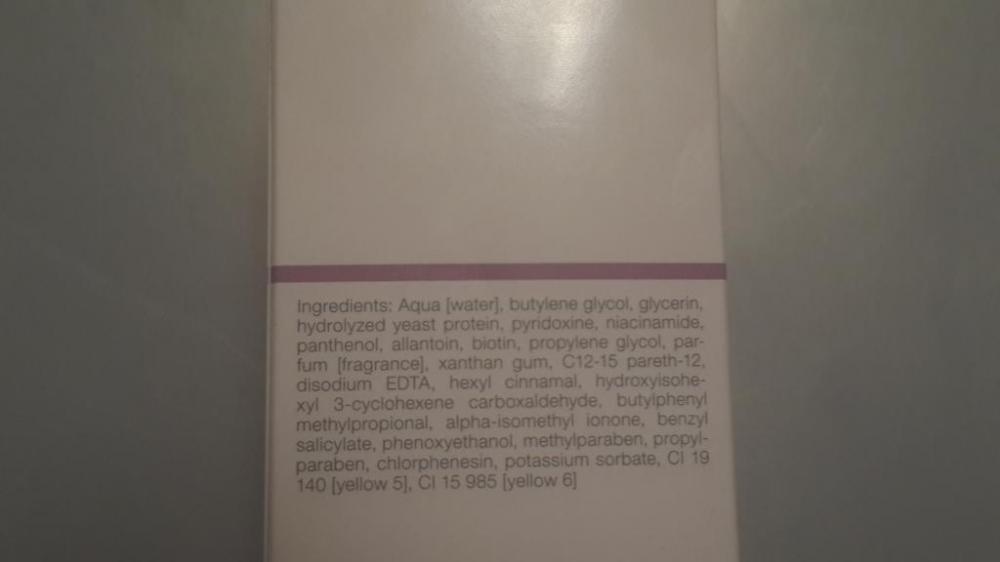 Ingredients: Aqua [water], butylene glycol, glycerin,
hydrolyzed yeast protein, pyridoxine, niacinamide,
panthenol, allantoin, biotin, propylene glycol, par-
fum [fragrance], xanthan gum, C12-15 pareth-12,
disodium EDTA, hexyl cinnamal, hydroxyisohe-
xyl 3-cyclohexene carboxaldehyde, butylphenyl
methylpropional, alpha-isomethyl ionone, benzyl
salicylate, phenoxyethanol, methylparaben, propyl-
paraben, chlorphenesin, potassium sorbate, CI 19
140 [yellow 5], CI 15 985 [yellow 6]